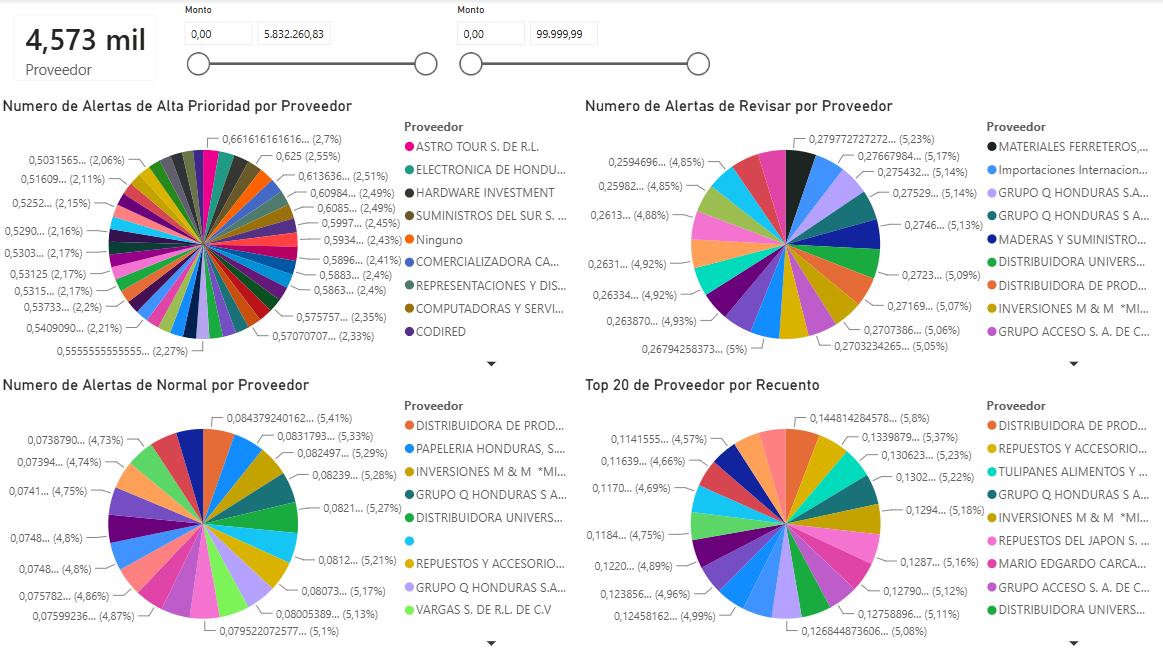 4,573 mil
Proveedor
Monto
0,00
5.832.260,83
Monto
0,00
99.999,99
Numero de Alertas de Alta Prioridad por Proveedor
0,661616161616... (2,7%)
0,625 (2,55%)
0,613636... (2,51%)
0,60984... (2,49%)
0,6085... (2,49%)
0,5997... (2,45%)
0,5934... (2,43%)
0,5896... (2,41%)
0,5883... (2,4%)
0,5863... (2,4%)
0,575757... (2,35%)
0,57070707... (2,33%)
0,5555555555555... (2,27%)
0,5409090... (2,21%)
0,53733... (2,2%)
0,5315... (2,17%)
0,53125 (2,17%)
0,5303... (2,17%)
0,5290... (2,16%)
0,5252... (2,15%)
0,51609... (2,11%)
0,5031565... (2,06%)
Proveedor
ASTRO TOUR S. DE R.L.
ELECTRONICA DE HONDU...
HARDWARE INVESTMENT
SUMINISTROS DEL SUR S. ...
Ninguno
COMERCIALIZADORA CA...
REPRESENTACIONES Y DIS...
COMPUTADORAS Y SERVI...
CODIRED
Numero de Alertas de Revisar por Proveedor
0,279772727272... (5,23%)
0,27667984... (5,17%)
0,275432... (5,14%)
0,27529... (5,14%)
0,2746... (5,13%)
0,2723... (5,09%)
0,27169... (5,07%)
0,2707386... (5,06%)
0,2703234265... (5,05%)
0,26794258373... (5%)
0,263870... (4,93%)
0,26334... (4,92%)
0,2631... (4,92%)
0,2613... (4,88%)
0,25982... (4,85%)
0,2594696... (4,85%)
Proveedor
MATERIALES FERRETEROS,...
Importaciones Internacion...
GRUPO Q HONDURAS S.A...
GRUPO Q HONDURAS S A...
MADERAS Y SUMINISTRO...
DISTRIBUIDORA UNIVERS...
DISTRIBUIDORA DE PROD...
INVERSIONES M & M *MI...
GRUPO ACCESO S. A. DE C...
Numero de Alertas de Normal por Proveedor
0,084379240162... (5,41%)
0,0831793... (5,33%)
0,082497... (5,29%)
0,08239... (5,28%)
0,0821... (5,27%)
0,0812... (5,21%)
0,08073... (5,17%)
0,08005389... (5,13%)
0,079522072577... (5,1%)
0,07599236... (4,87%)
0,075782... (4,86%)
0,0748... (4,8%)
0,0748... (4,8%)
0,0741... (4,75%)
0,07394... (4,74%)
0,0738790... (4,73%)
Proveedor
DISTRIBUIDORA DE PROD...
PAPELERIA HONDURAS, S....
INVERSIONES M & M *MI...
GRUPO Q HONDURAS S A...
DISTRIBUIDORA UNIVERS...
REPUESTOS Y ACCESORIO...
GRUPO Q HONDURAS S.A...
VARGAS S. DE R.L. DE C.V
Top 20 de Proveedor por Recuento
0,144814284578... (5,8%)
0,1339879... (5,37%)
0,130623... (5,23%)
0,1302... (5,22%)
0,1294... (5,18%)
0,1287... (5,16%)
0,12790... (5,12%)
0,12758896... (5,11%)
0,126844873606... (5,08%)
0,12458162... (4,99%)
0,123856... (4,96%)
0,1220... (4,89%)
0,1184... (4,75%)
0,1170... (4,69%)
0,11639... (4,66%)
0,1141555... (4,57%)
Proveedor
DISTRIBUIDORA DE PROD...
REPUESTOS Y ACCESORIO...
TULIPANES ALIMENTOS Y ...
GRUPO Q HONDURAS S A...
INVERSIONES M & M *MI...
REPUESTOS DEL JAPON S. ...
MARIO EDGARDO CARCA...
GRUPO ACCESO S. A. DE C...
DISTRIBUIDORA UNIVERS...